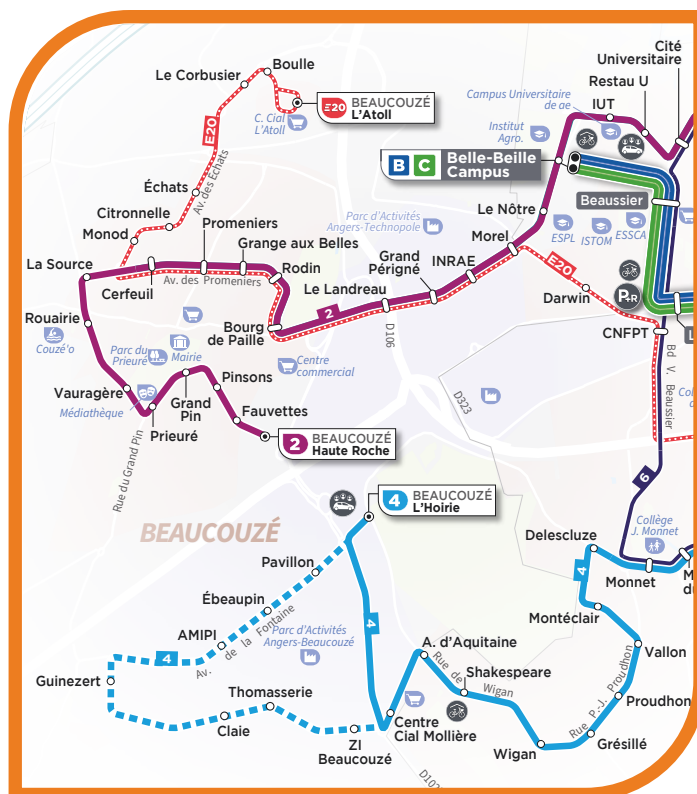 Cité
Universitaire
Boulle
Le Corbusier
Restau U
Campus Universitaire
de ae
IUT
E20
BEAUCOUZÉ
L'Atoll
C. Cial
L'Atoll
Institut
Agro.
E20
Av. des Echats
B
C
Belle-Beille
Campus
Échats
Beaussier
Citronnelle
Promeniers
Parc d'Activités
Angers-Technopole
Le Nôtre
Monod
Grange aux Belles
ESPL
ISTOM
ESSCA
Morel
Grand
Périgné
INRAE
La Source
Rodin
E20
Cerfeuil
Av. des Promeniers
Le Landreau
Darwin
P+R
2
Rouairie
Bourg
de Paille
CNFPT
L
Couzé'o
Parc du
Prieuré
Mairie
D106
Centre
commercial
Bd V. Beaussier
Pinsons
Vauragère
Grand
Pin
D323
Médiathèque
Fauvettes
Prieuré
2
BEAUCOUZÉ
Haute Roche
Rue du Grand Pin
6
4
BEAUCOUZÉ
L'Hoirie
Collège
J. Monnet
BEAUCOUZÉ
Delescluze
Pavillon
4
Monnet
M
du
Ébeaupin
Montéclair
4
AMIPI
Av. de la Fontaine
Parc d'Activités
Angers-Beaucouzé
A. d'Aquitaine
Vallon
4
Rue de Wigan
Shakespeare
Guinezert
Rue P.-J. Proudhon
Thomasserie
Proudhon
Claie
Centre
Cial Mollière
ZI
Beaucouzé
Wigan
Grésillé